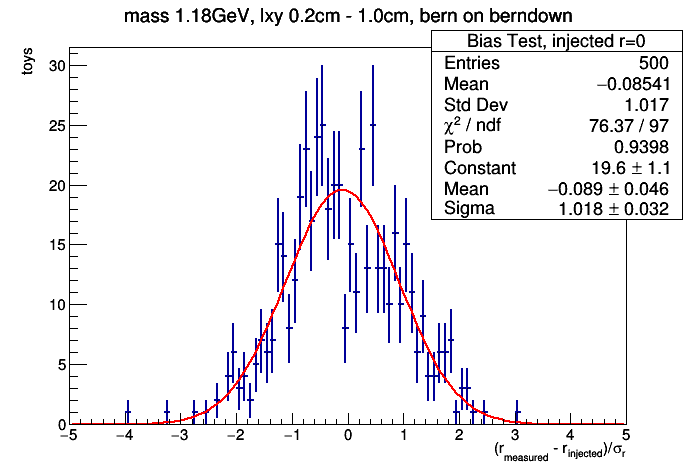 mass 1.18GeV, lxy 0.2cm - 1.0cm, bern on berndown
Bias Test, injected r=0
Entries 500
Mean −0.08541
Std Dev 1.017
χ² / ndf 76.37 / 97
Prob 0.9398
Constant 19.6 ± 1.1
Mean −0.089 ± 0.046
Sigma 1.018 ± 0.032
toys
30
25
20
15
10
5
0
−5 −4 −3 −2 −1 0 1 2 3 4 5
(r_measured - r_injected)/σ_r